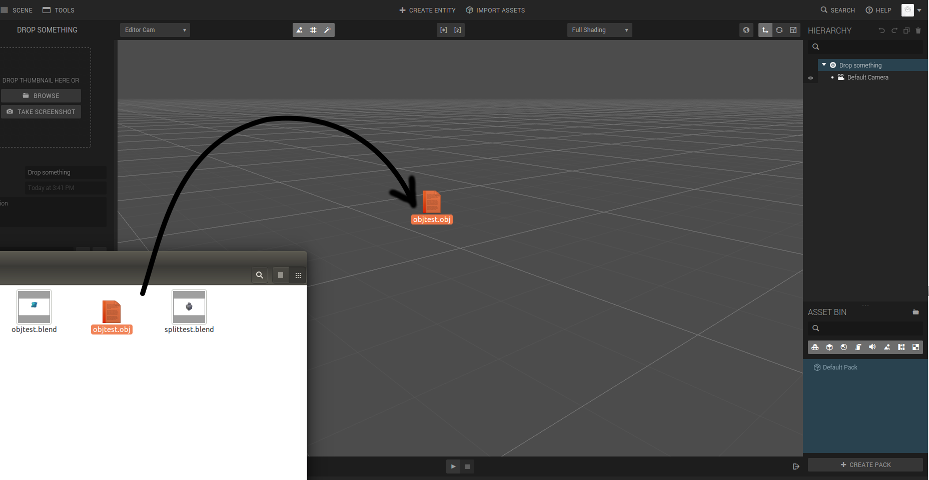 SCENE
TOOLS
CREATE ENTITY
IMPORT ASSETS
SEARCH
HELP
DROP SOMETHING
Editor Cam
Full Shading
HIERARCHY
Drop something
Default Camera
DROP THUMBNAIL HERE OR
BROWSE
TAKE SCREENSHOT
Drop something
Today at 3:41 PM
objtest.obj
objtest.blend
objtest.obj
splittest.blend
ASSET BIN
Default Pack
CREATE PACK